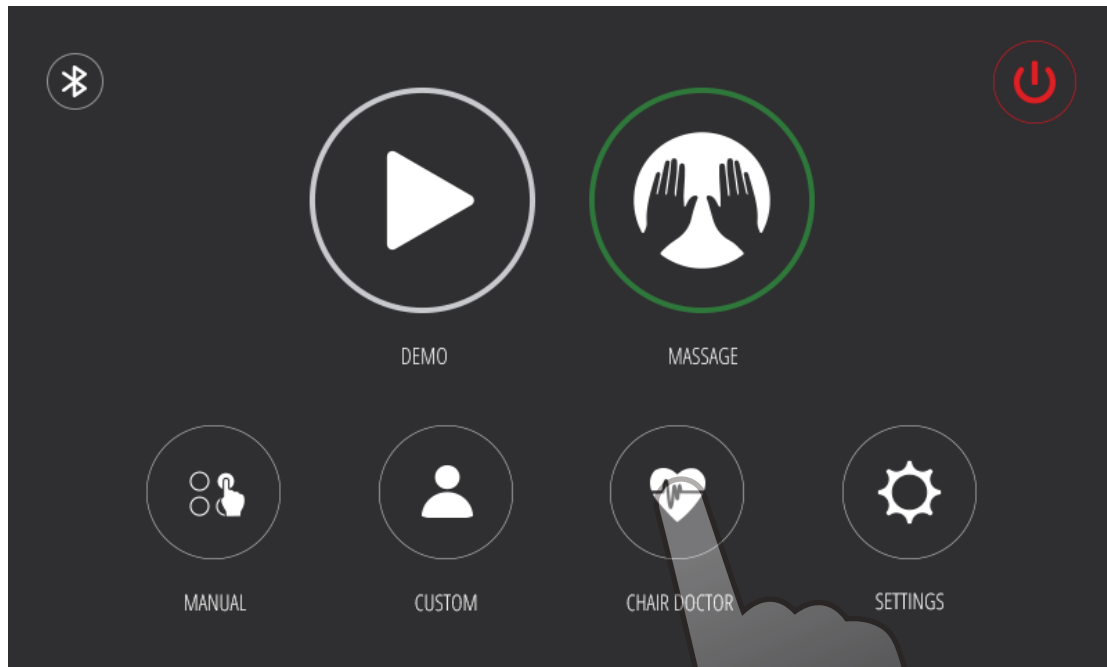 DEMO
MASSAGE
MANUAL
CUSTOM
CHAIR DOCTOR
SETTINGS